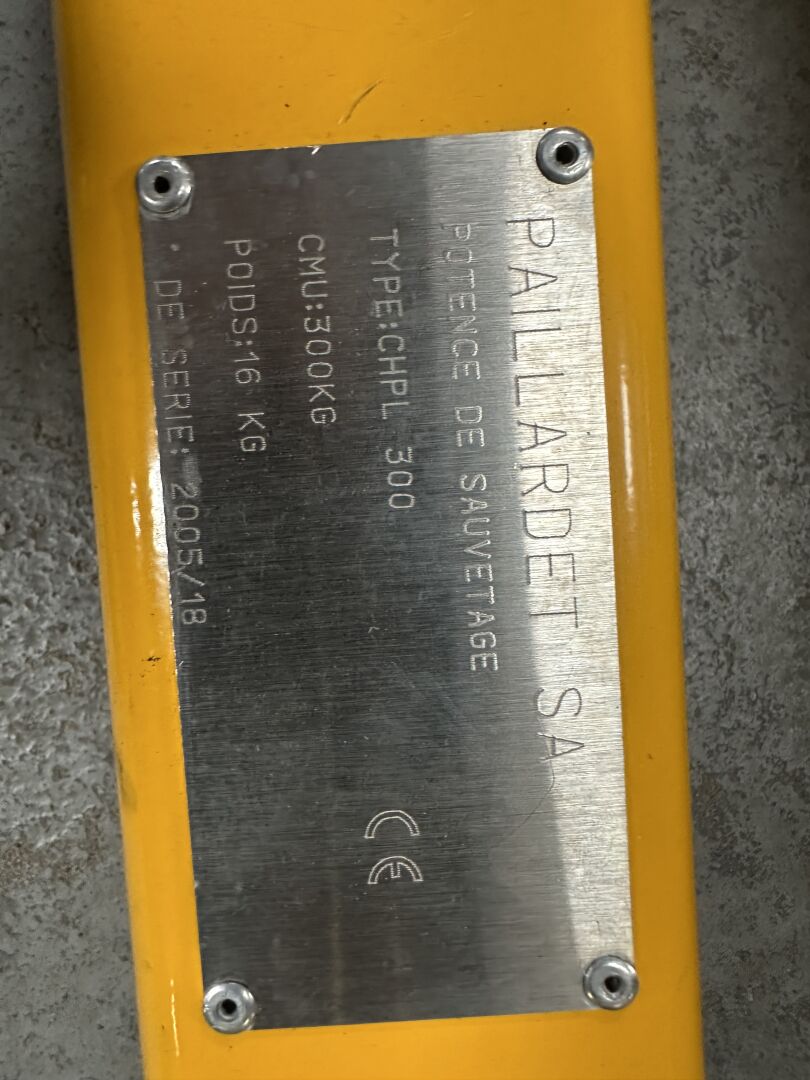 PAILLARDET SA
POTENCE DE SAUVETAGE
TYPE:CHPL 300
CMU:300KG
POIDS:16 KG
DE SERIE: 2005/18
CE